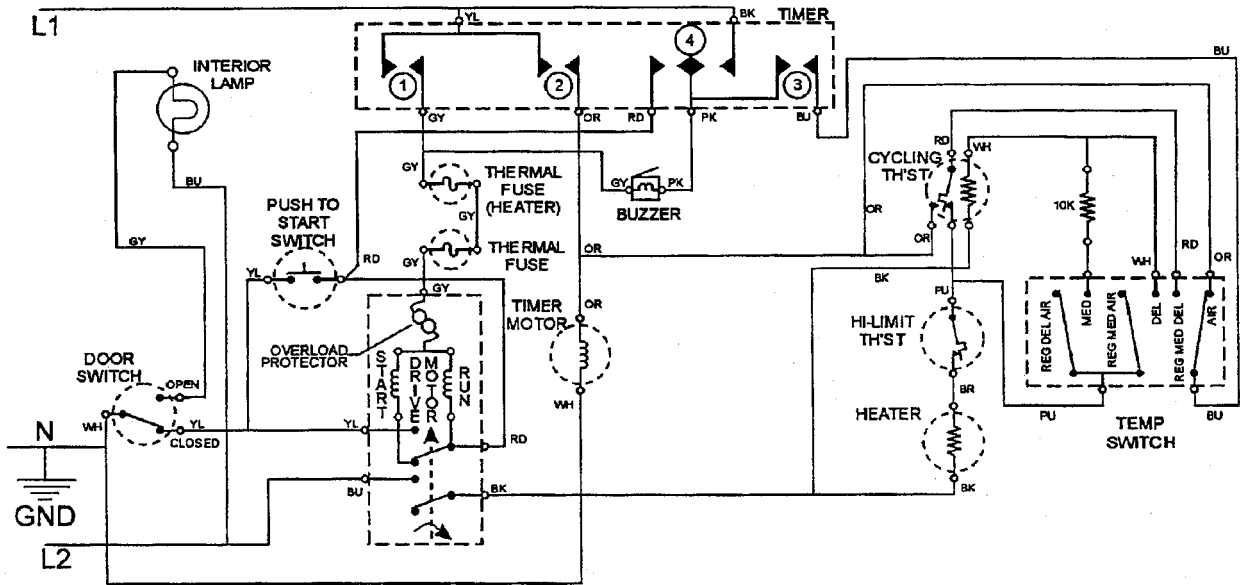 L1
YL
BK
TIMER
4
1
2
3
BU
INTERIOR
LAMP
GY
OR
RD
PK
BU
GY
GY
BU
THERMAL
FUSE
(HEATER)
GY
PK
BUZZER
RD
WH
CYCLING
TH'ST
10K
PUSH TO
START
SWITCH
GY
OR
OR
RD
GY
RD
GY
THERMAL
FUSE
YL
BK
WH
OR
GY
OR
PU
TIMER
MOTOR
HI-LIMIT
TH'ST
REG DEL AIR
MED
REG MED AIR
DEL
REG MED DEL
AIR
OVERLOAD
PROTECTOR
START
DRIVE
MOTOR
RUN
DOOR
SWITCH
OPEN
BR
WH
HEATER
PU
BU
TEMP
SWITCH
N
WH
YL
CLOSED
YL
RD
BU
BK
BK
GND
L2